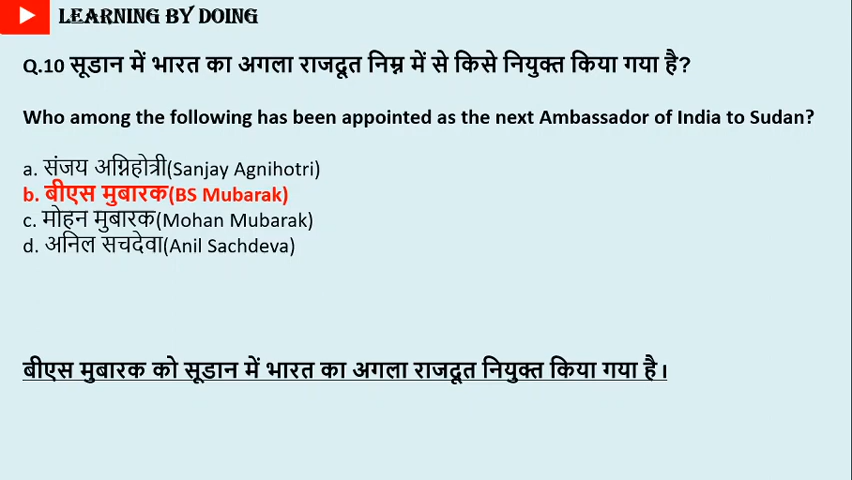 LEARNING BY DOING
Q.10 सूडान में भारत का अगला राजदूत निम्न में से किसे नियुक्त किया गया है?
Who among the following has been appointed as the next Ambassador of India to Sudan?
a. संजय अग्निहोत्री(Sanjay Agnihotri)
b. बीएस मुबारक(BS Mubarak)
c. मोहन मुबारक(Mohan Mubarak)
d. अनिल सचदेवा(Anil Sachdeva)
बीएस मुबारक को सूडान में भारत का अगला राजदूत नियुक्त किया गया है।